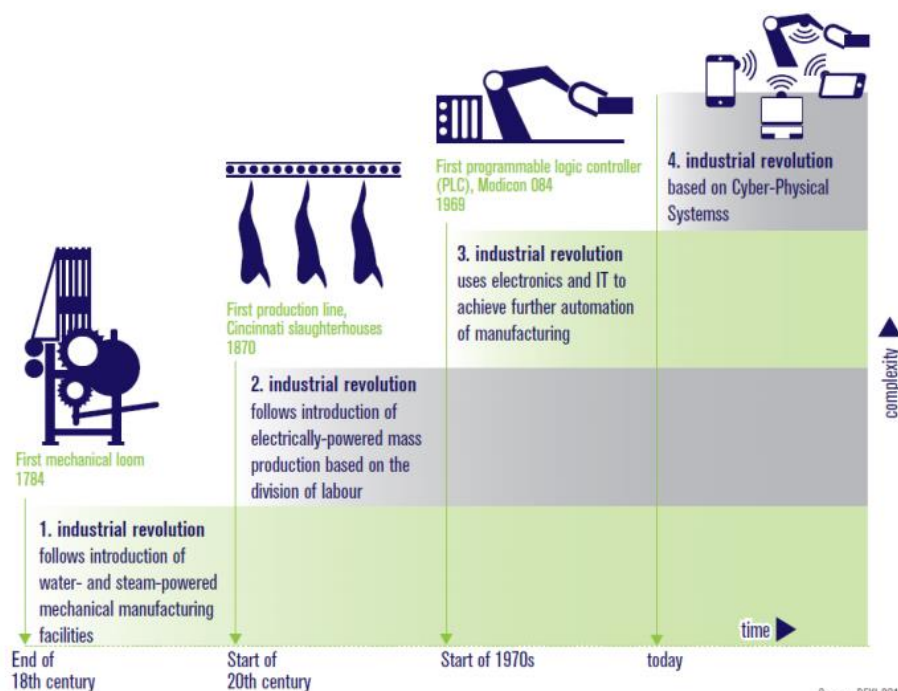 4. industrial revolution
based on Cyber-Physical
Systemss
First programmable logic controller
(PLC), Modicon 084
1969
3. industrial revolution
uses electronics and IT to
achieve further automation
of manufacturing
First production line,
Cincinnati slaughterhouses
1870
2. industrial revolution
follows introduction of
electrically-powered mass
production based on the
division of labour
complexity
First mechanical loom
1784
1. industrial revolution
follows introduction of
water- and steam-powered
mechanical manufacturing
facilities
time
End of
18th century
Start of
20th century
Start of 1970s
today